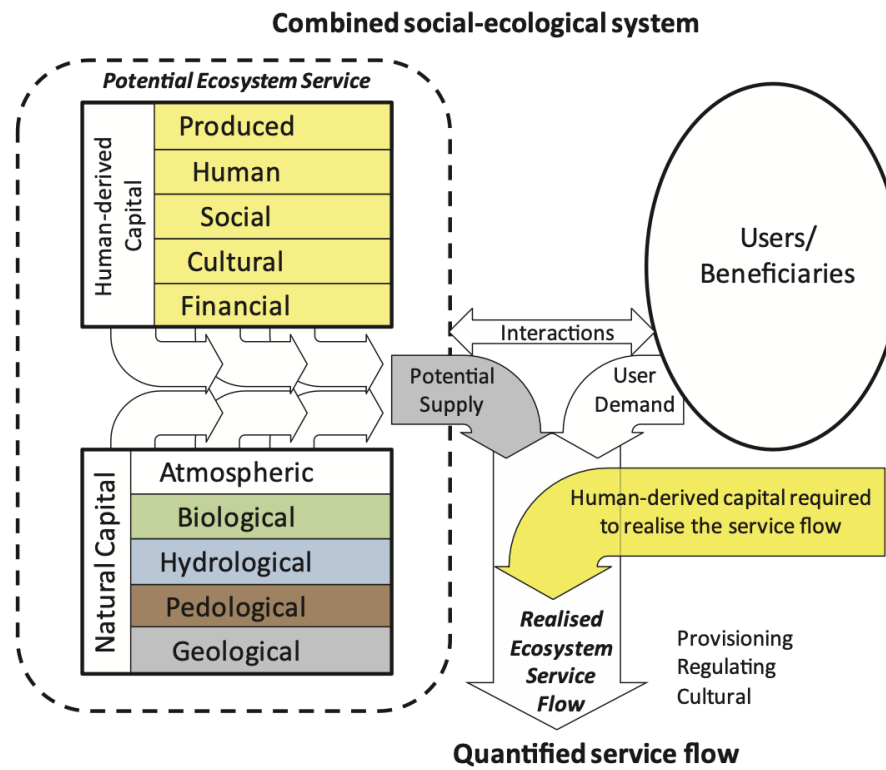 Combined social-ecological system
Potential Ecosystem Service
Human-derived
Capital
Produced
Human
Social
Cultural
Financial
Users/
Beneficiaries
Interactions
Potential
Supply
User
Demand
Natural Capital
Atmospheric
Biological
Hydrological
Pedological
Geological
Human-derived capital required
to realise the service flow
Realised
Ecosystem
Service
Flow
Provisioning
Regulating
Cultural
Quantified service flow